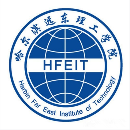 哈尔滨远东理工学院
HFEIT
Harbin Far East Institute of Technology